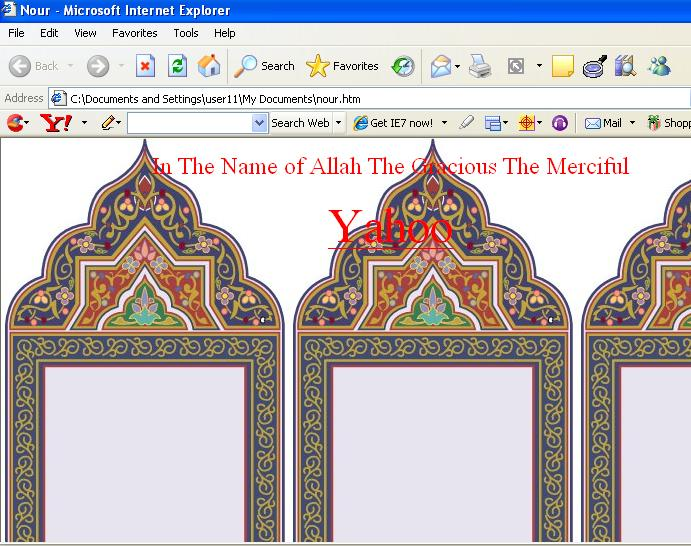 Nour - Microsoft Internet Explorer
File Edit View Favorites Tools Help
Back Search Favorites
Address C:\Documents and Settings\user11\My Documents\nour.htm
Y! Search Web Get IE7 now! Mail Shopp
In The Name of Allah The Gracious The Merciful
Yahoo